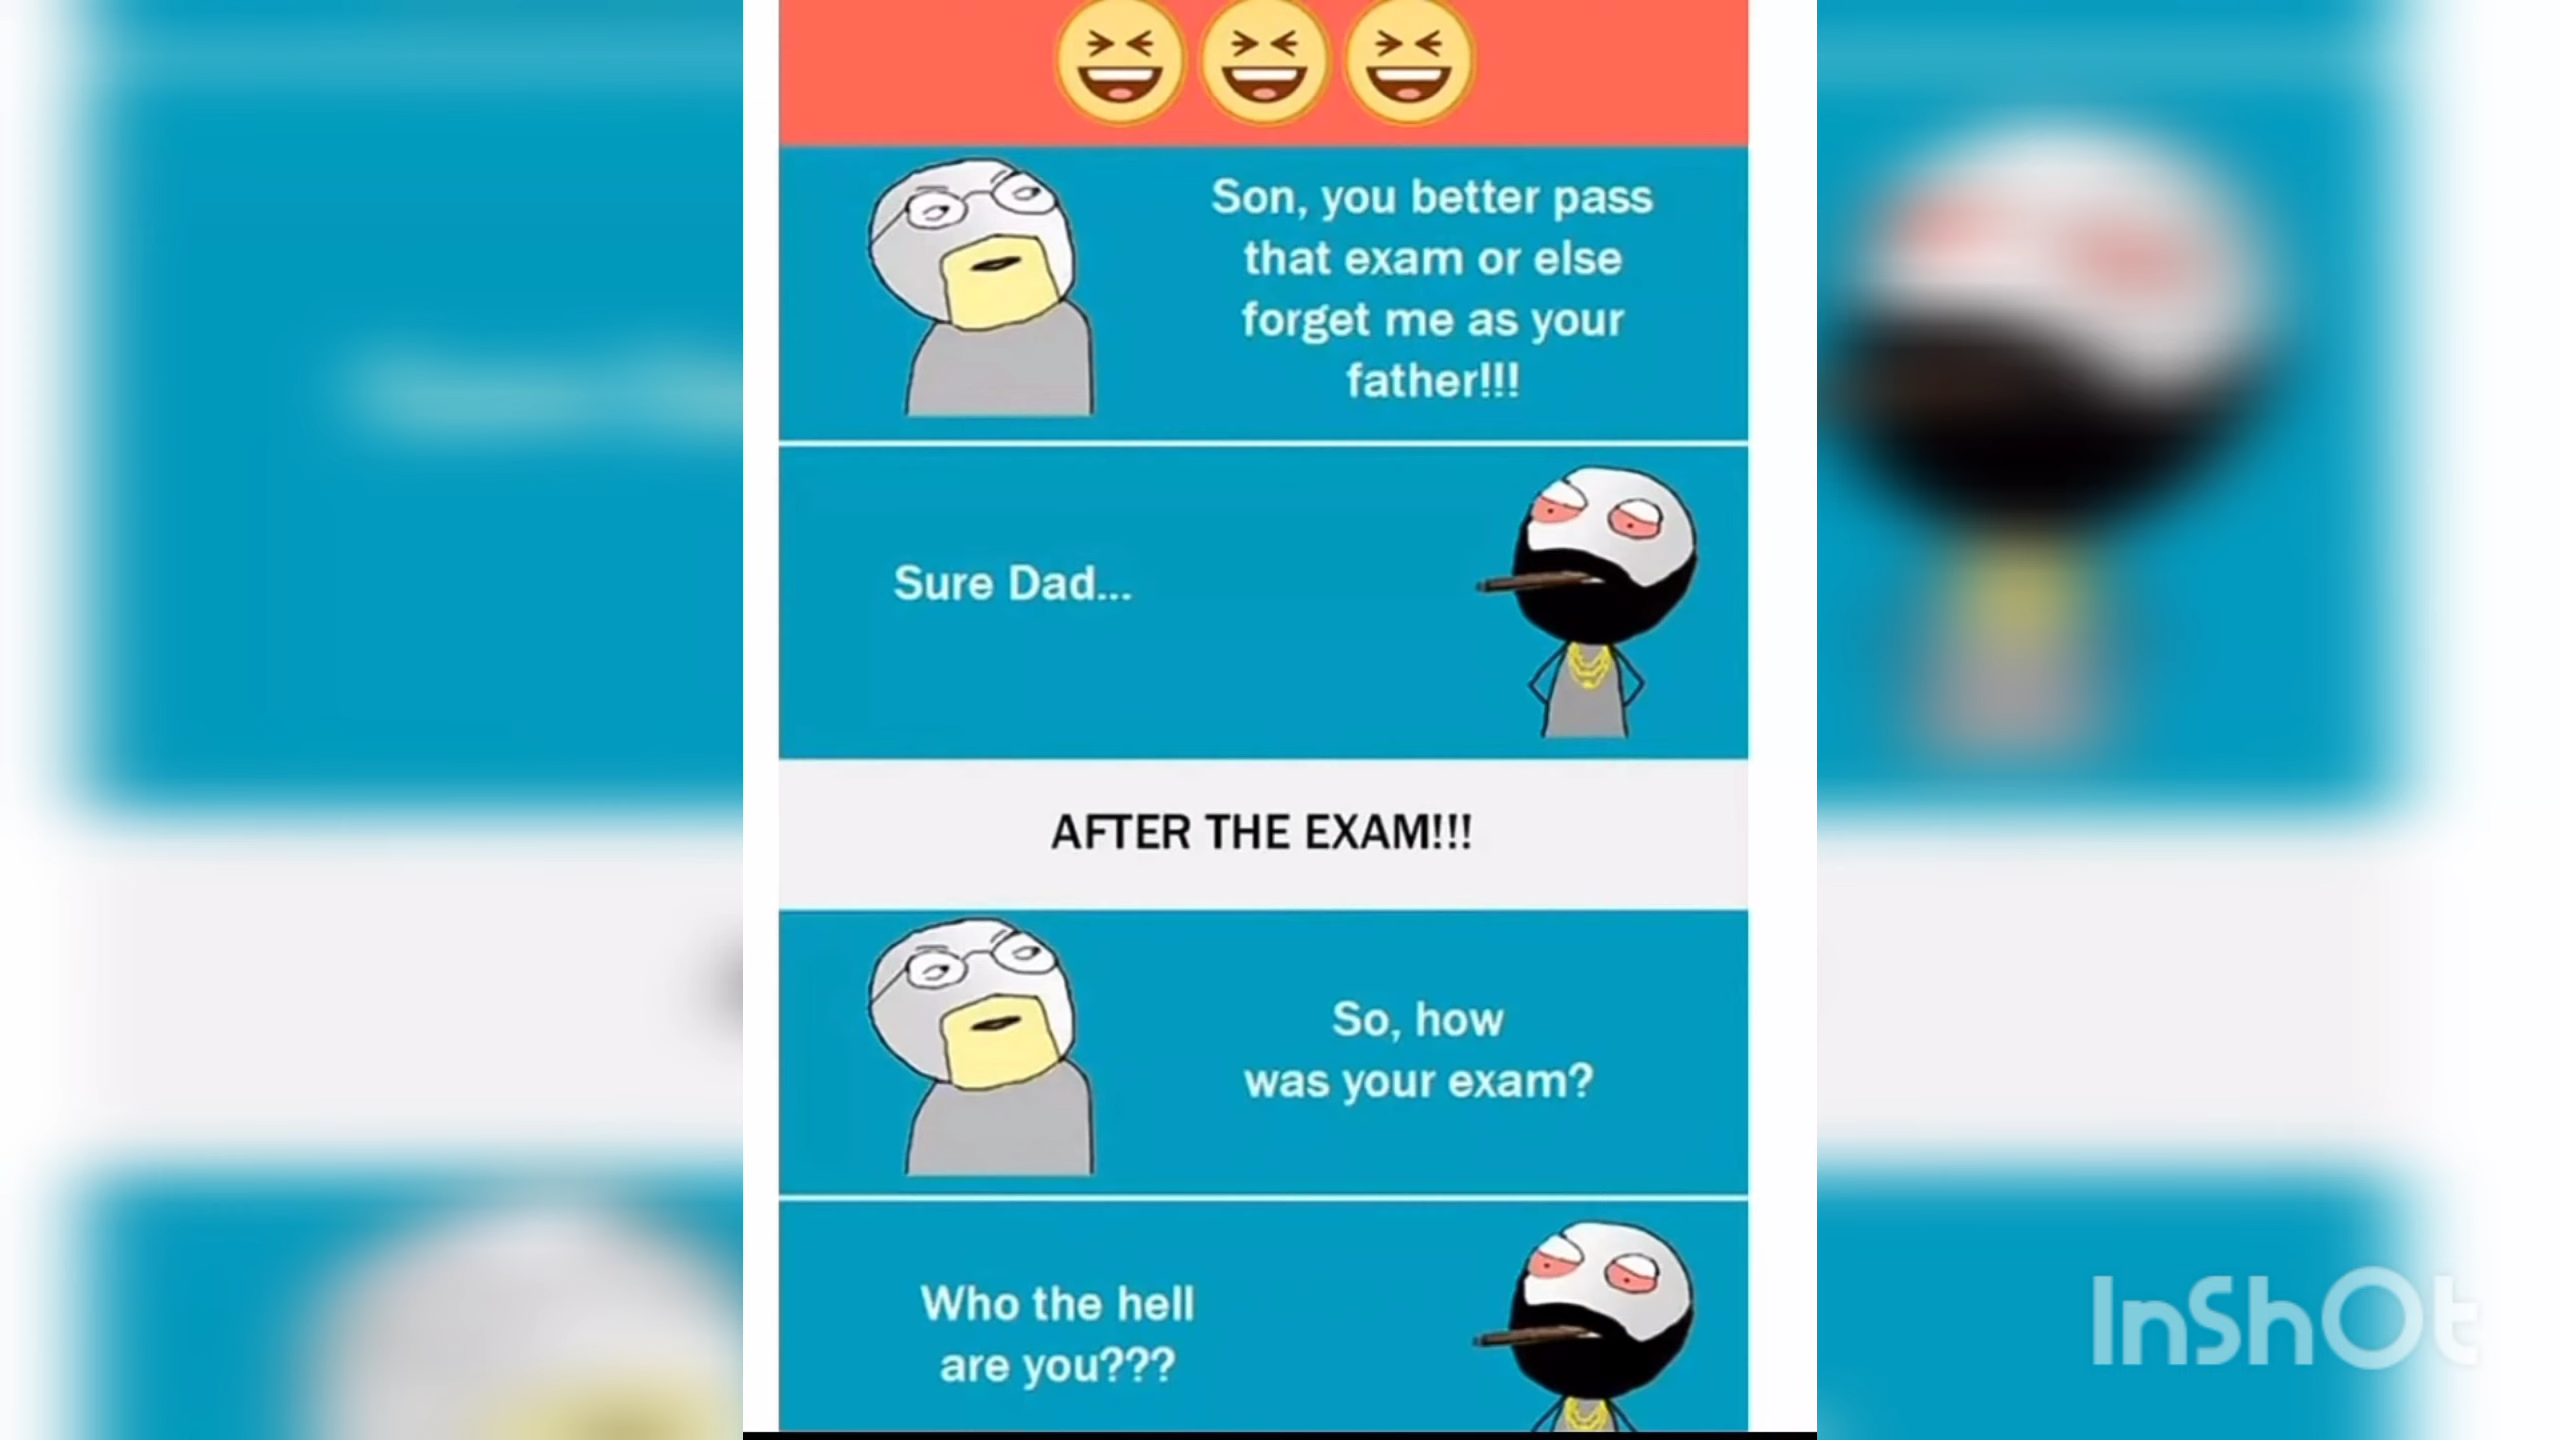 Son, you better pass
that exam or else
forget me as your
father!!!
Sure Dad...
AFTER THE EXAM!!!
So, how
was your exam?
Who the hell
are you???
InShOt